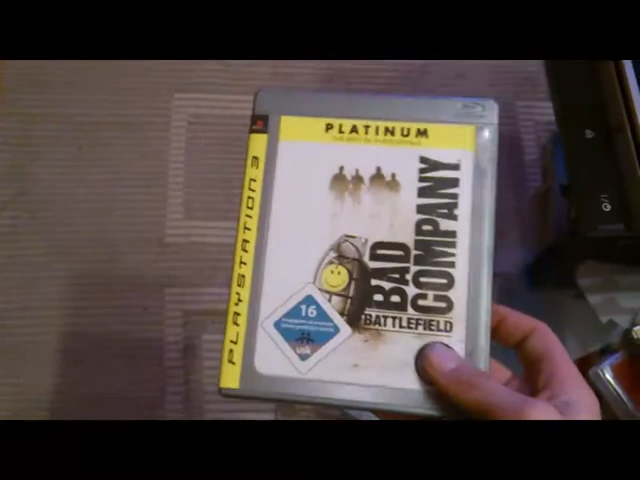 PLATINUM
PLAYSTATION 3
BAD
COMPANY
BATTLEFIELD
16
USK